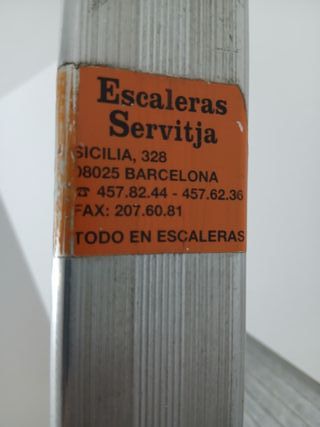 Escaleras
Servitja
SICILIA, 328
08025 BARCELONA
☎ 457.82.44 - 457.62.36
FAX: 207.60.81
TODO EN ESCALERAS